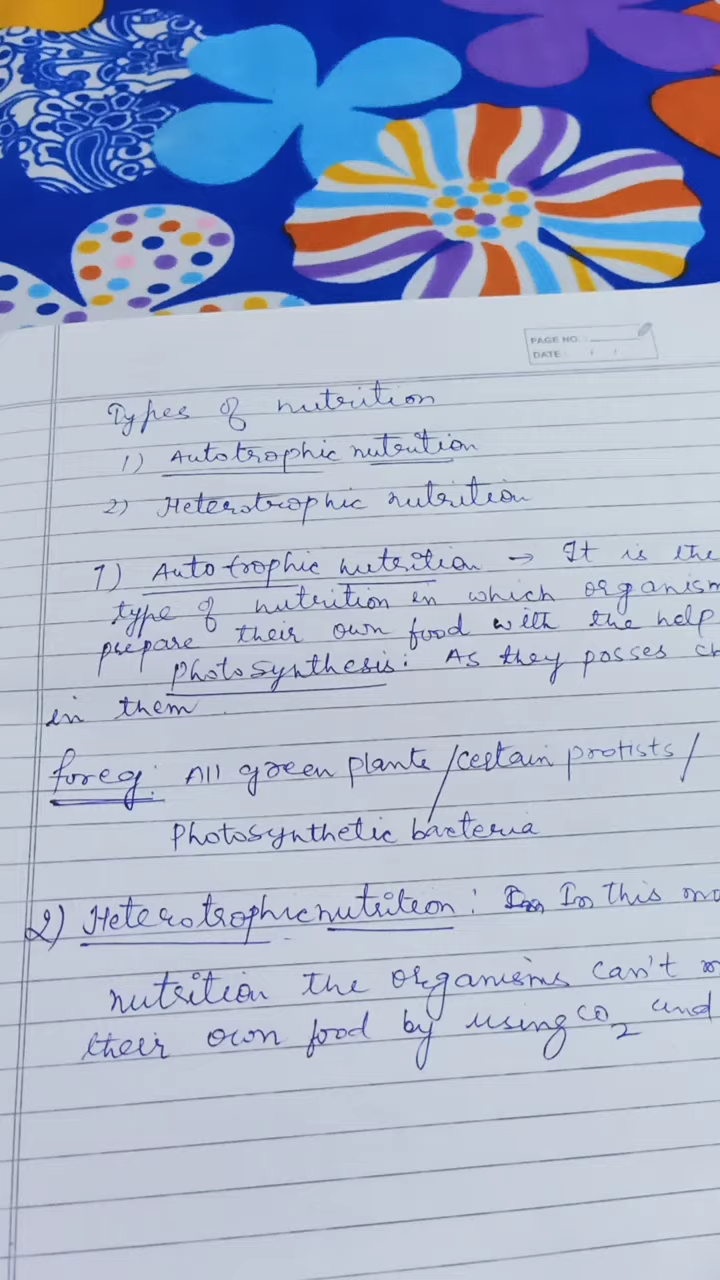 PAGE NO.
DATE
Types of nutrition
1) Autotrophic nutrition
2) Heterotrophic nutrition
1) Autotrophic nutrition → It is the
type of nutrition in which organism
prepare their own food with the help
Photosynthesis: As they posses
in them
foreg: All green plants/certain protists/
Photosynthetic bacteria
2) Heterotrophic nutrition: In this
nutrition the organisms can't
their own food by using CO2 and